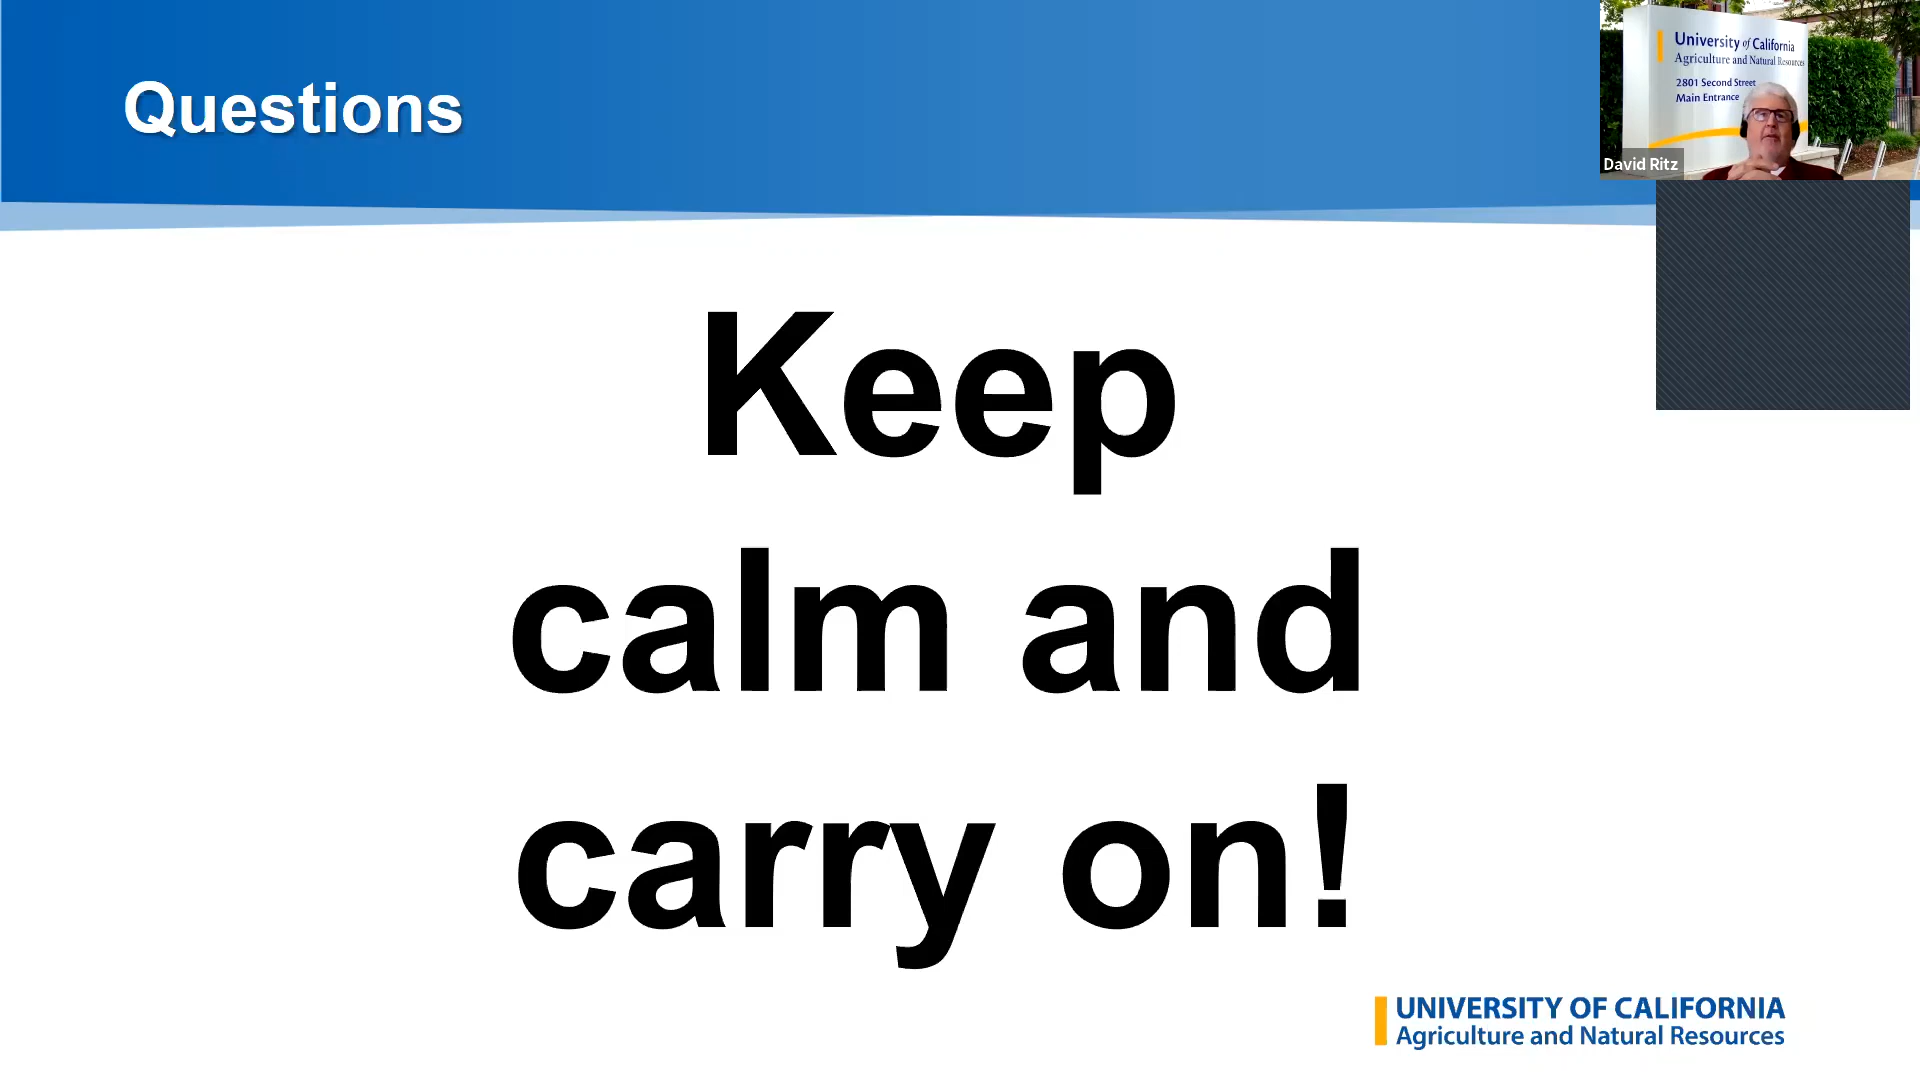 Questions
University of California
Agriculture and Natural Resources
2801 Second Street
Main Entrance
David Ritz
Keep
calm and
carry on!
UNIVERSITY OF CALIFORNIA
Agriculture and Natural Resources